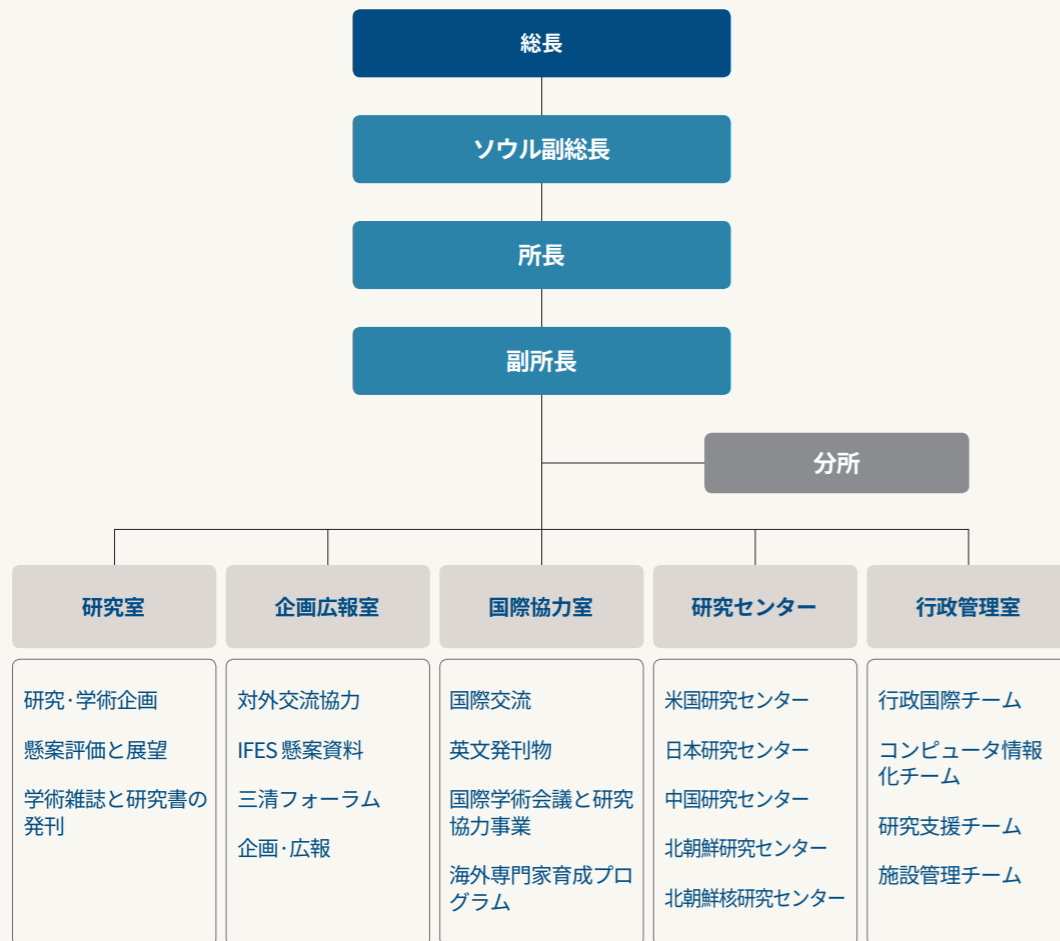 総長
ソウル副総長
所長
副所長
分所
研究室
企画広報室
国際協力室
研究センター
行政管理室
研究·学術企画
懸案評価と展望
学術雑誌と研究書の
発刊
対外交流協力
IFES 懸案資料
三清フォーラム
企画·広報
国際交流
英文発刊物
国際学術会議と研究
協力事業
海外専門家育成プロ
グラム
米国研究センター
日本研究センター
中国研究センター
北朝鮮研究センター
北朝鮮核研究センター
行政国際チーム
コンピュータ情報
化チーム
研究支援チーム
施設管理チーム